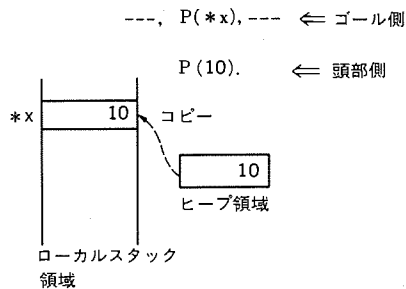 ---, P(*x), --- ⇐ ゴール側
P(10). ⇐ 頭部側
*x 10 コピー
10
ヒープ領域
ローカルスタック
領域